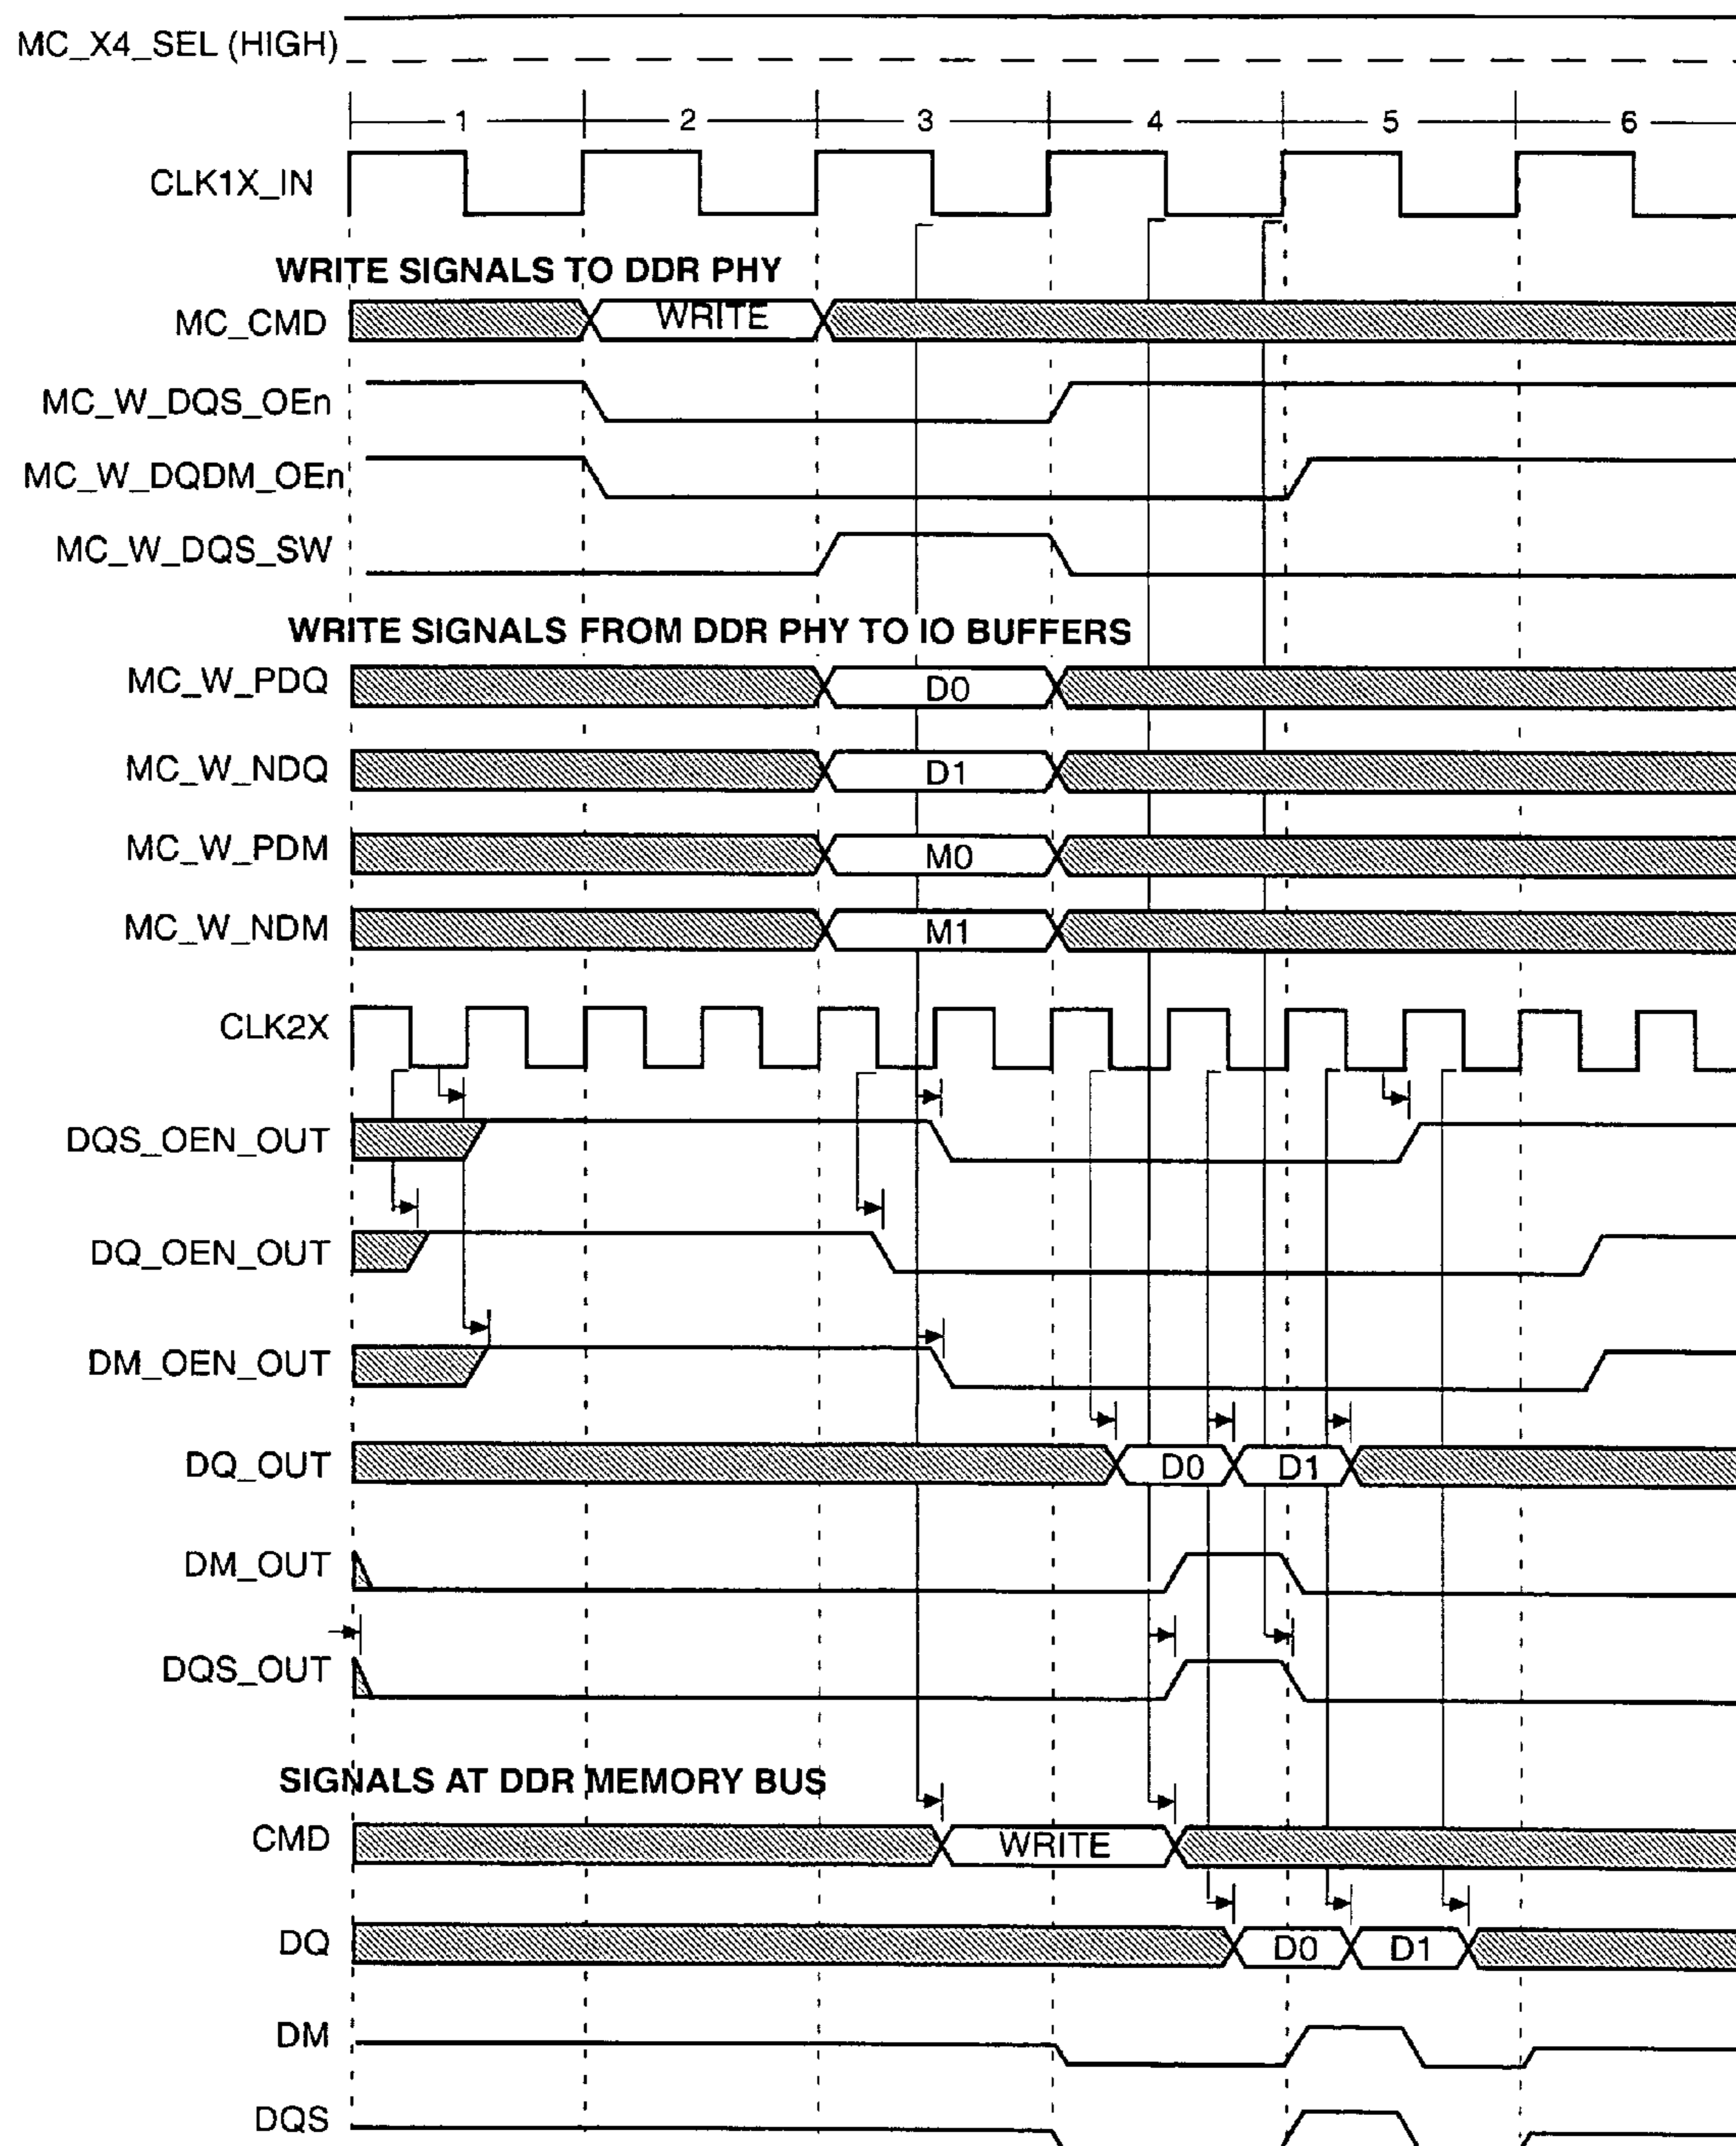 MC_X4_SEL (HIGH)
1 2 3 4 5 6
CLK1X_IN
WRITE SIGNALS TO DDR PHY
MC_CMD WRITE
MC_W_DQS_OEn
MC_W_DQDM_OEn
MC_W_DQS_SW
WRITE SIGNALS FROM DDR PHY TO IO BUFFERS
MC_W_PDQ D0
MC_W_NDQ D1
MC_W_PDM M0
MC_W_NDM M1
CLK2X
DQS_OEN_OUT
DQ_OEN_OUT
DM_OEN_OUT
DQ_OUT D0 D1
DM_OUT
DQS_OUT
SIGNALS AT DDR MEMORY BUS
CMD WRITE
DQ D0 D1
DM
DQS